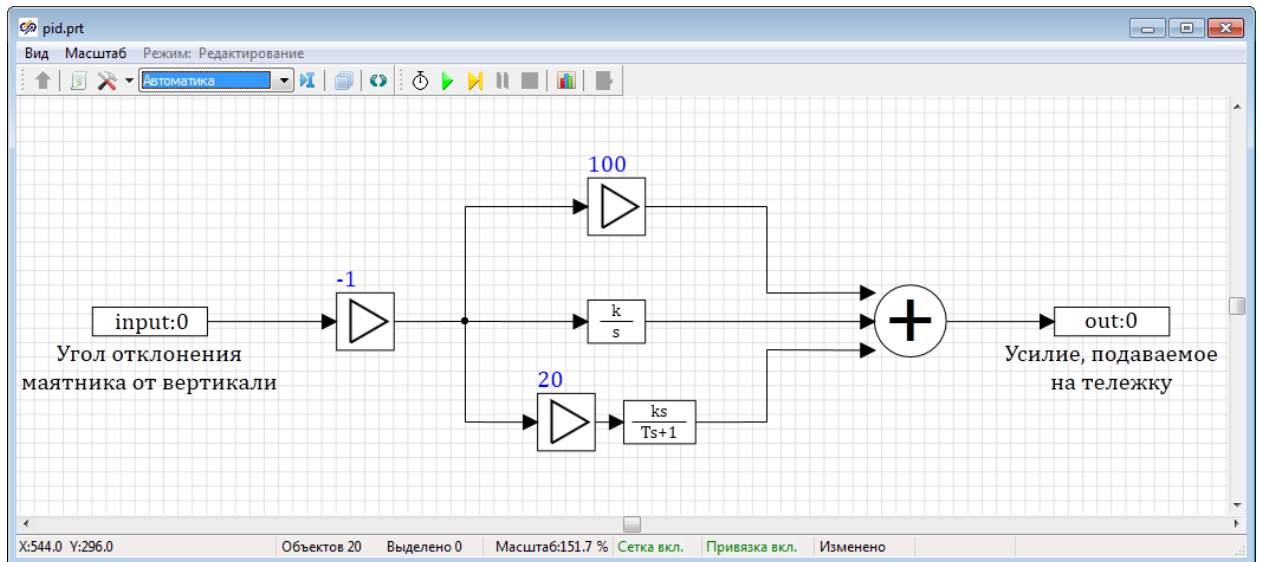 pid.prt
Вид Масштаб Режим: Редактирование
Автоматика
100
-1
input:0
k
s
out:0
Угол отклонения
маятника от вертикали
Усилие, подаваемое
на тележку
20
ks
Ts+1
X:544.0 Y:296.0 Объектов 20 Выделено 0 Масштаб:151.7 % Сетка вкл. Привязка вкл. Изменено